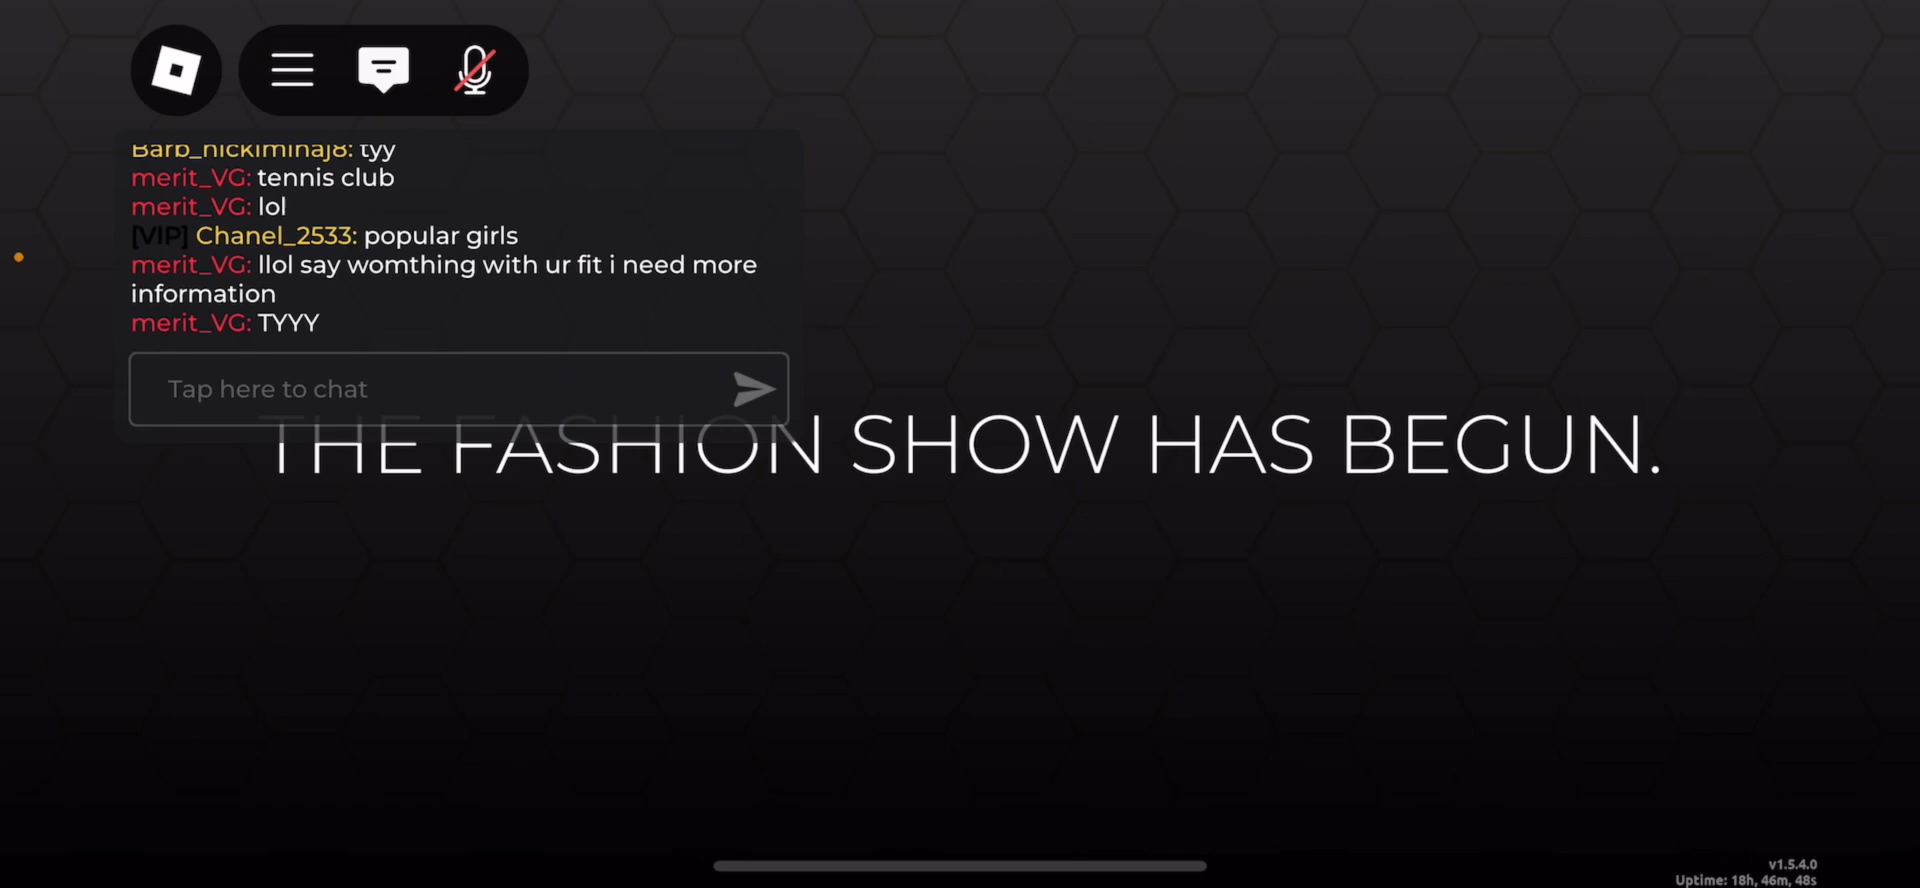 Barb_nickiminaj8: tyy
merit_VG: tennis club
merit_VG: lol
[VIP] Chanel_2533: popular girls
merit_VG: llol say womthing with ur fit i need more
information
merit_VG: TYYY
Tap here to chat
THE FASHION SHOW HAS BEGUN.
v1.5.4.0
Uptime: 18h, 46m, 48s